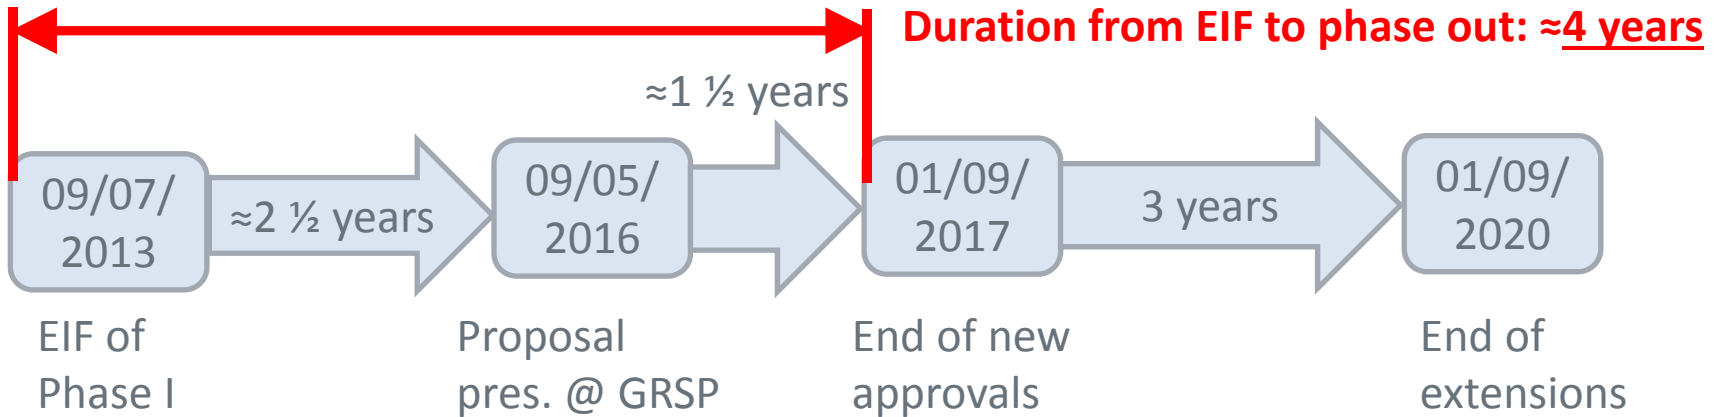 Duration from EIF to phase out: ≈4 years
≈1 ½ years
09/07/
2013
≈2 ½ years
09/05/
2016
01/09/
2017
3 years
01/09/
2020
EIF of
Phase I
Proposal
pres. @ GRSP
End of new
approvals
End of
extensions